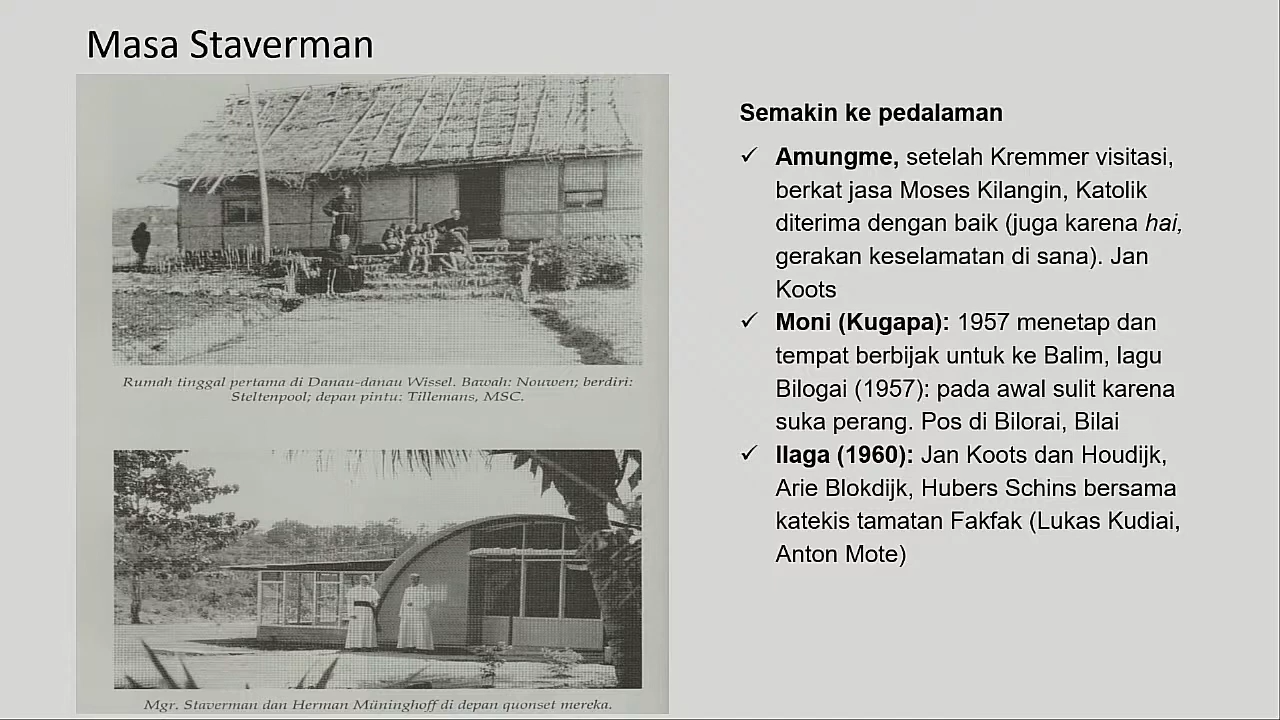 Masa Staverman
Rumah tinggal pertama di Danau-danau Wissel. Bawah: Nouwen; berdiri:
Steltenpool; depan pintu: Tillemans, MSC.
Mgr. Staverman dan Herman Müninghoff di depan quonset mereka.
Semakin ke pedalaman
✓ Amungme, setelah Kremmer visitasi,
berkat jasa Moses Kilangin, Katolik
diterima dengan baik (juga karena hai,
gerakan keselamatan di sana). Jan
Koots
✓ Moni (Kugapa): 1957 menetap dan
tempat berbijak untuk ke Balim, lagu
Bilogai (1957): pada awal sulit karena
suka perang. Pos di Bilorai, Bilai
✓ Ilaga (1960): Jan Koots dan Houdijk,
Arie Blokdijk, Hubers Schins bersama
katekis tamatan Fakfak (Lukas Kudiai,
Anton Mote)